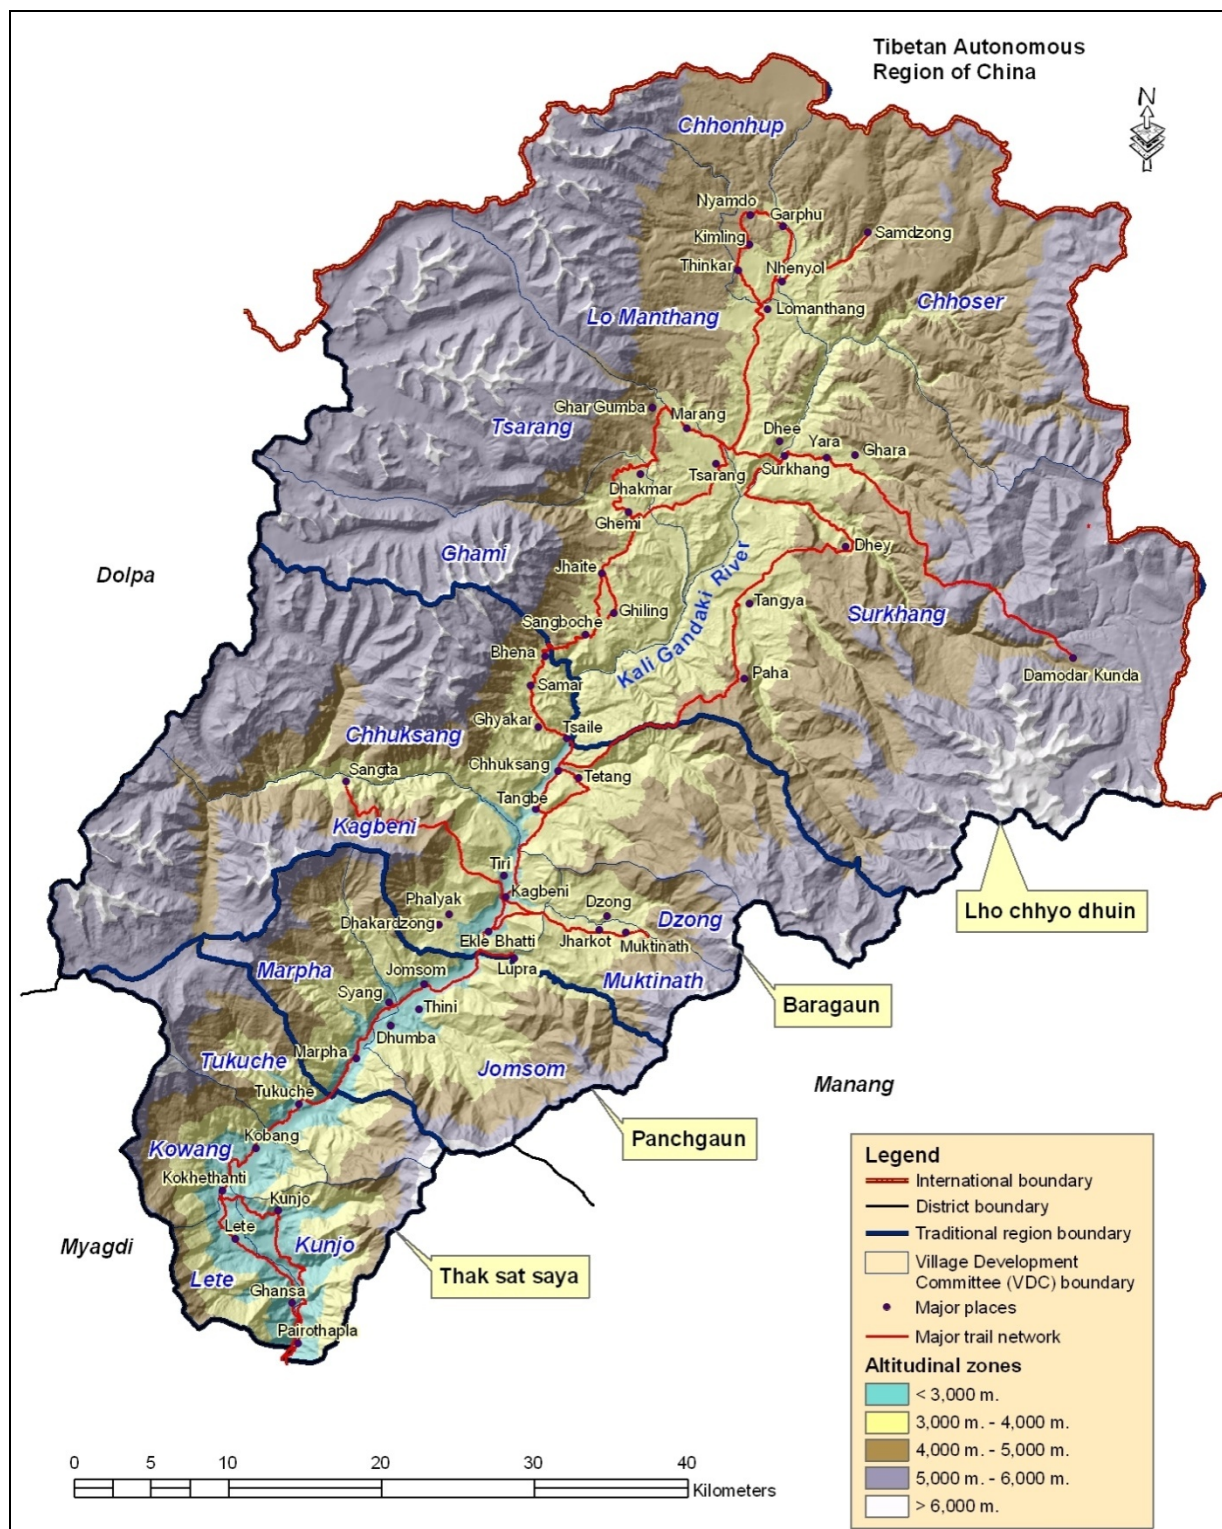 Tibetan Autonomous
Region of China
N
Chhonhup
Nyamdo
Garphu
Samdzong
Kimling
Thinkar
Nhenyol
Chhoser
Lo Manthang
Lomanthang
Ghar Gumba
Marang
Tsarang
Dhee
Yara
Ghara
Surkhang
Tsarang
Dhakmar
Ghemi
Ghami
Dhey
Jhaite
Dolpa
Kali Gandaki River
Tangya
Ghiling
Surkhang
Sangboche
Bhena
Damodar Kunda
Samar
Paha
Ghyakar
Tsaile
Chhuksang
Chhuksang
Sangta
Tetang
Tangbe
Kagbeni
Tiri
Kagbeni
Phalyak
Dzong
Lho chhyo dhuin
Dhakardzong
Dzong
Ekle Bhatti
Jharkot
Muktinath
Lupra
Marpha
Jomsom
Muktinath
Syang
Thini
Baragaun
Dhumba
Marpha
Tukuche
Jomsom
Manang
Tukuche
Panchgaun
Kobang
Kowang
Kokhethanti
Kunjo
Lete
Kunjo
Myagdi
Thak sat saya
Lete
Ghansa
Pairothapla
Legend
International boundary
District boundary
Traditional region boundary
Village Development
Committee (VDC) boundary
Major places
Major trail network
Altitudinal zones
< 3,000 m.
3,000 m. - 4,000 m.
4,000 m. - 5,000 m.
5,000 m. - 6,000 m.
> 6,000 m.
0 5 10 20 30 40
Kilometers